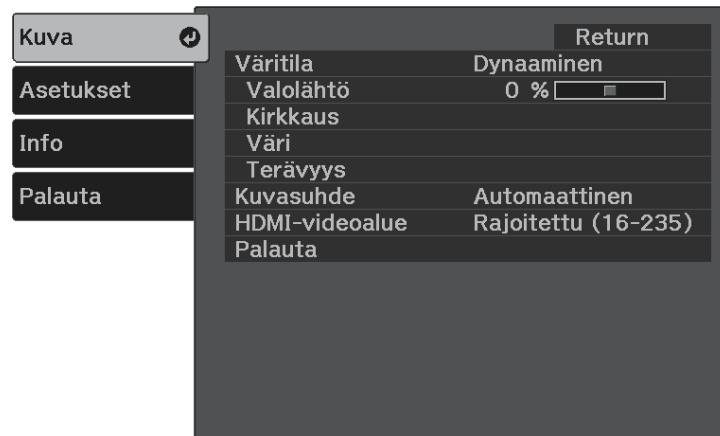 Kuva
Asetukset
Info
Palauta
Return
Väritila Dynaaminen
Valolähtö 0 %
Kirkkaus
Väri
Terävyys
Kuvasuhde Automaattinen
HDMI-videoalue Rajoitettu (16-235)
Palauta